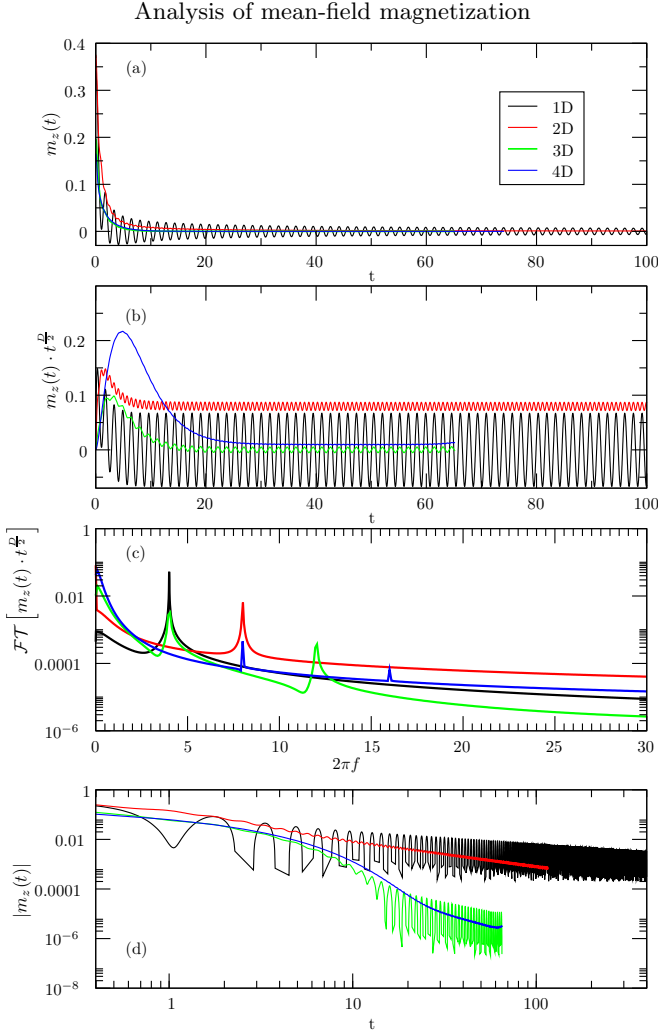 Analysis of mean-field magnetization
0.4
0.3
0.2
0.1
0
m_z(t)
(a)
1D
2D
3D
4D
0 20 40 60 80 100
t
0.2
0.1
0
m_z(t) · t^{D/2}
(b)
0 20 40 60 80 100
t
1
0.01
0.0001
10^{-6}
FT [m_z(t) · t^{D/2}]
(c)
0 5 10 15 20 25 30
2πf
1
0.01
0.0001
10^{-6}
10^{-8}
|m_z(t)|
(d)
1 10 100
t